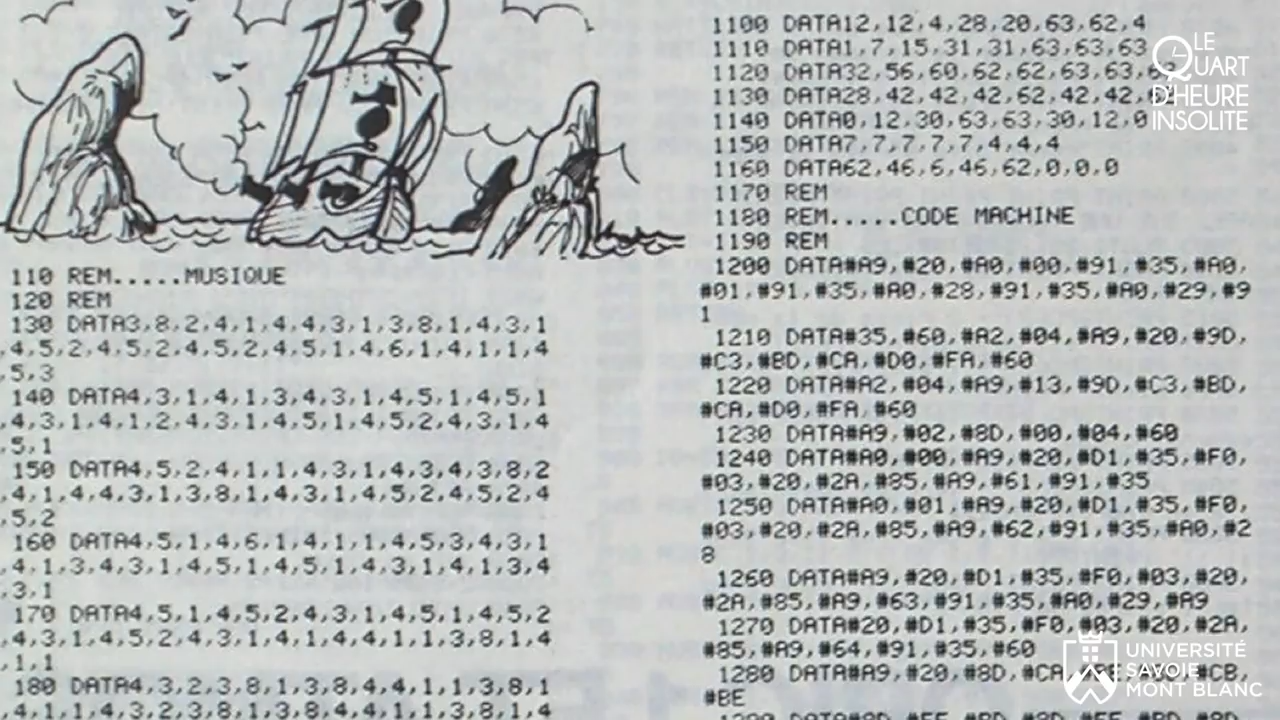 110 REM.....MUSIQUE
120 REM
130 DATA3,8,2,4,1,4,4,3,1,3,8,1,4,3,1
,4,5,2,4,5,2,4,5,2,4,5,1,4,6,1,4,1,1,4
,5,3
140 DATA4,3,1,4,1,3,4,3,1,4,5,1,4,5,1
,4,3,1,4,1,2,4,3,1,4,5,1,4,5,2,4,3,1,4
,5,1
150 DATA4,5,2,4,1,1,4,3,1,4,3,4,3,8,2
,4,1,4,4,3,1,3,8,1,4,3,1,4,5,2,4,5,2,4
,5,2
160 DATA4,5,1,4,6,1,4,1,1,4,5,3,4,3,1
,4,1,3,4,3,1,4,5,1,4,5,1,4,3,1,4,1,3,4
,3,1
170 DATA4,5,1,4,5,2,4,3,1,4,5,1,4,5,2
,4,3,1,4,5,2,4,3,1,4,1,4,4,1,1,3,8,1,4
,1,1
180 DATA4,3,2,3,8,1,3,8,4,4,1,1,3,8,1
,4,1,1,4,3,2,3,8,1,3,8,4,4,1,1,3,8,1,4
1100 DATA12,12,4,28,20,63,62,4
1110 DATA1,7,15,31,31,63,63,63
1120 DATA32,56,60,62,62,63,63,63
1130 DATA28,42,42,42,62,42,42,62
1140 DATA0,12,30,63,63,30,12,0
1150 DATA7,7,7,7,7,4,4,4
1160 DATA62,46,6,46,62,0,0,0
1170 REM
1180 REM.....CODE MACHINE
1190 REM
1200 DATA#A9,#20,#A0,#00,#91,#35,#A0,
#01,#91,#35,#A0,#28,#91,#35,#A0,#29,#9
1
1210 DATA#35,#60,#A2,#04,#A9,#20,#9D,
#C3,#BD,#CA,#D0,#FA,#60
1220 DATA#A2,#04,#A9,#13,#9D,#C3,#BD,
#CA,#D0,#FA,#60
1230 DATA#A9,#02,#8D,#00,#04,#60
1240 DATA#A0,#00,#A9,#20,#D1,#35,#F0,
#03,#20,#2A,#85,#A9,#61,#91,#35
1250 DATA#A0,#01,#A9,#20,#D1,#35,#F0,
#03,#20,#2A,#85,#A9,#62,#91,#35,#A0,#2
8
1260 DATA#A9,#20,#D1,#35,#F0,#03,#20,
#2A,#85,#A9,#63,#91,#35,#A0,#29,#A9
1270 DATA#20,#D1,#35,#F0,#03,#20,#2A,
#85,#A9,#64,#91,#35,#60
1280 DATA#A9,#20,#8D,#CA,#BE,#8D,#CB,
#BE
LE
QUART
D'HEURE
INSOLITE
UNIVERSITÉ
SAVOIE
MONT BLANC